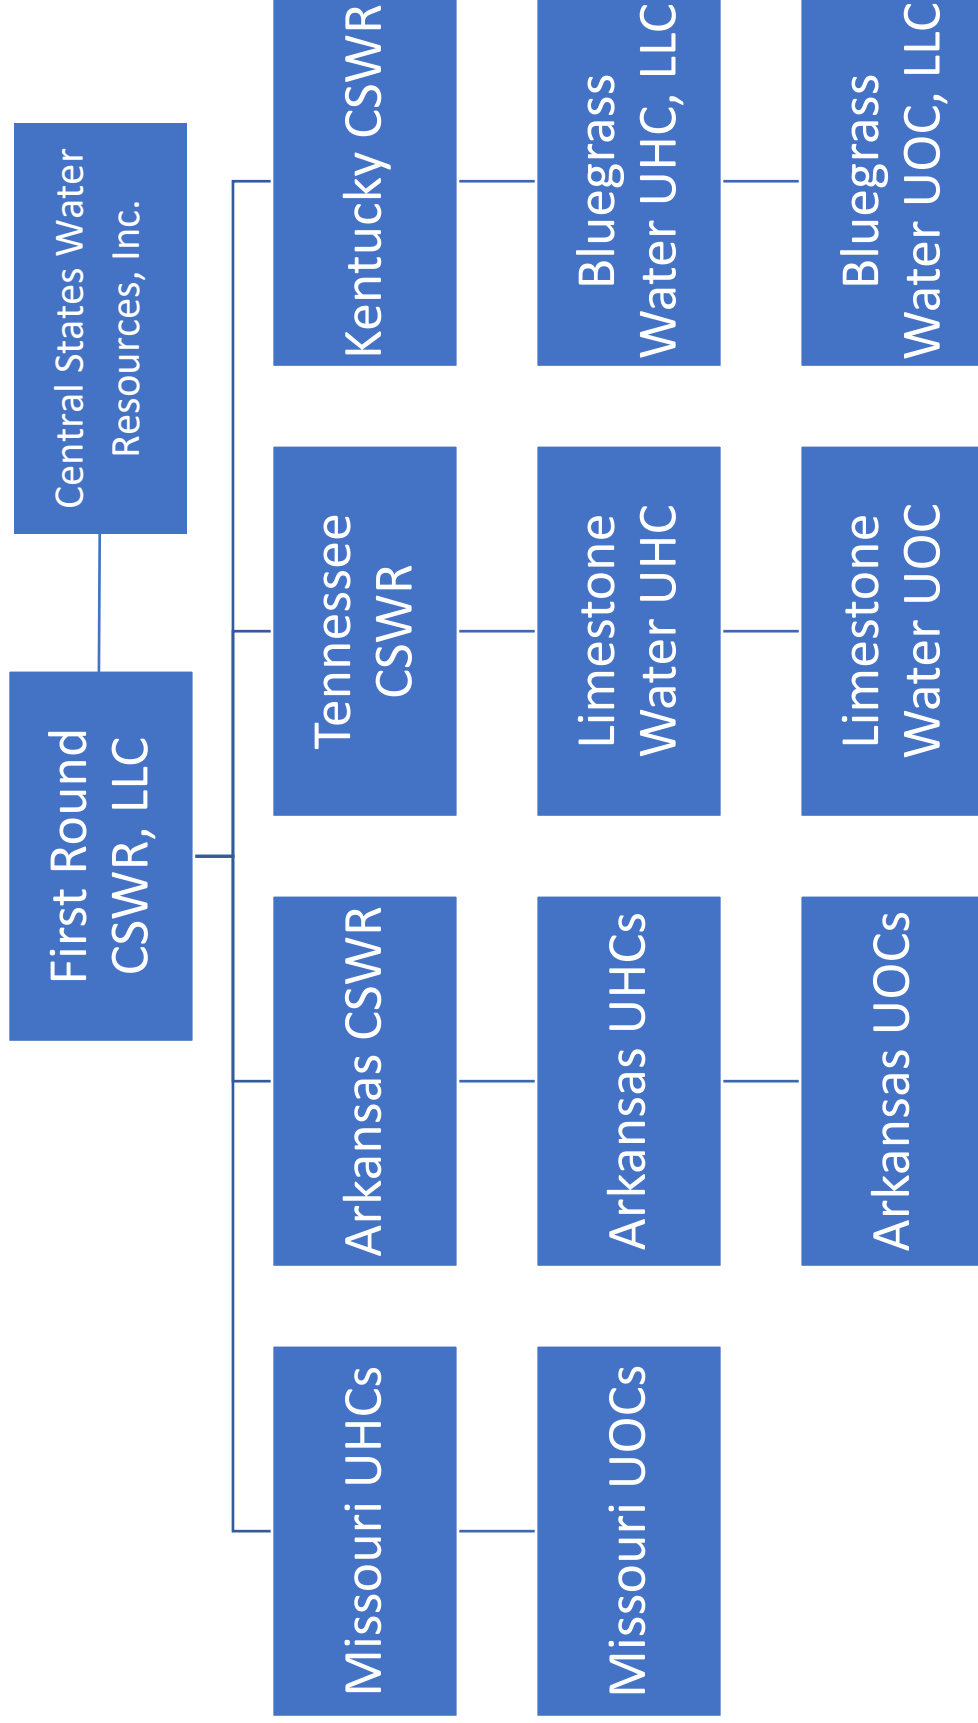 First Round
CSWR, LLC
Central States Water
Resources, Inc.
Missouri UHCs
Arkansas CSWR
Tennessee
CSWR
Kentucky CSWR
Missouri UOCs
Arkansas UHCs
Limestone
Water UHC
Bluegrass
Water UHC, LLC
Arkansas UOCs
Limestone
Water UOC
Bluegrass
Water UOC, LLC